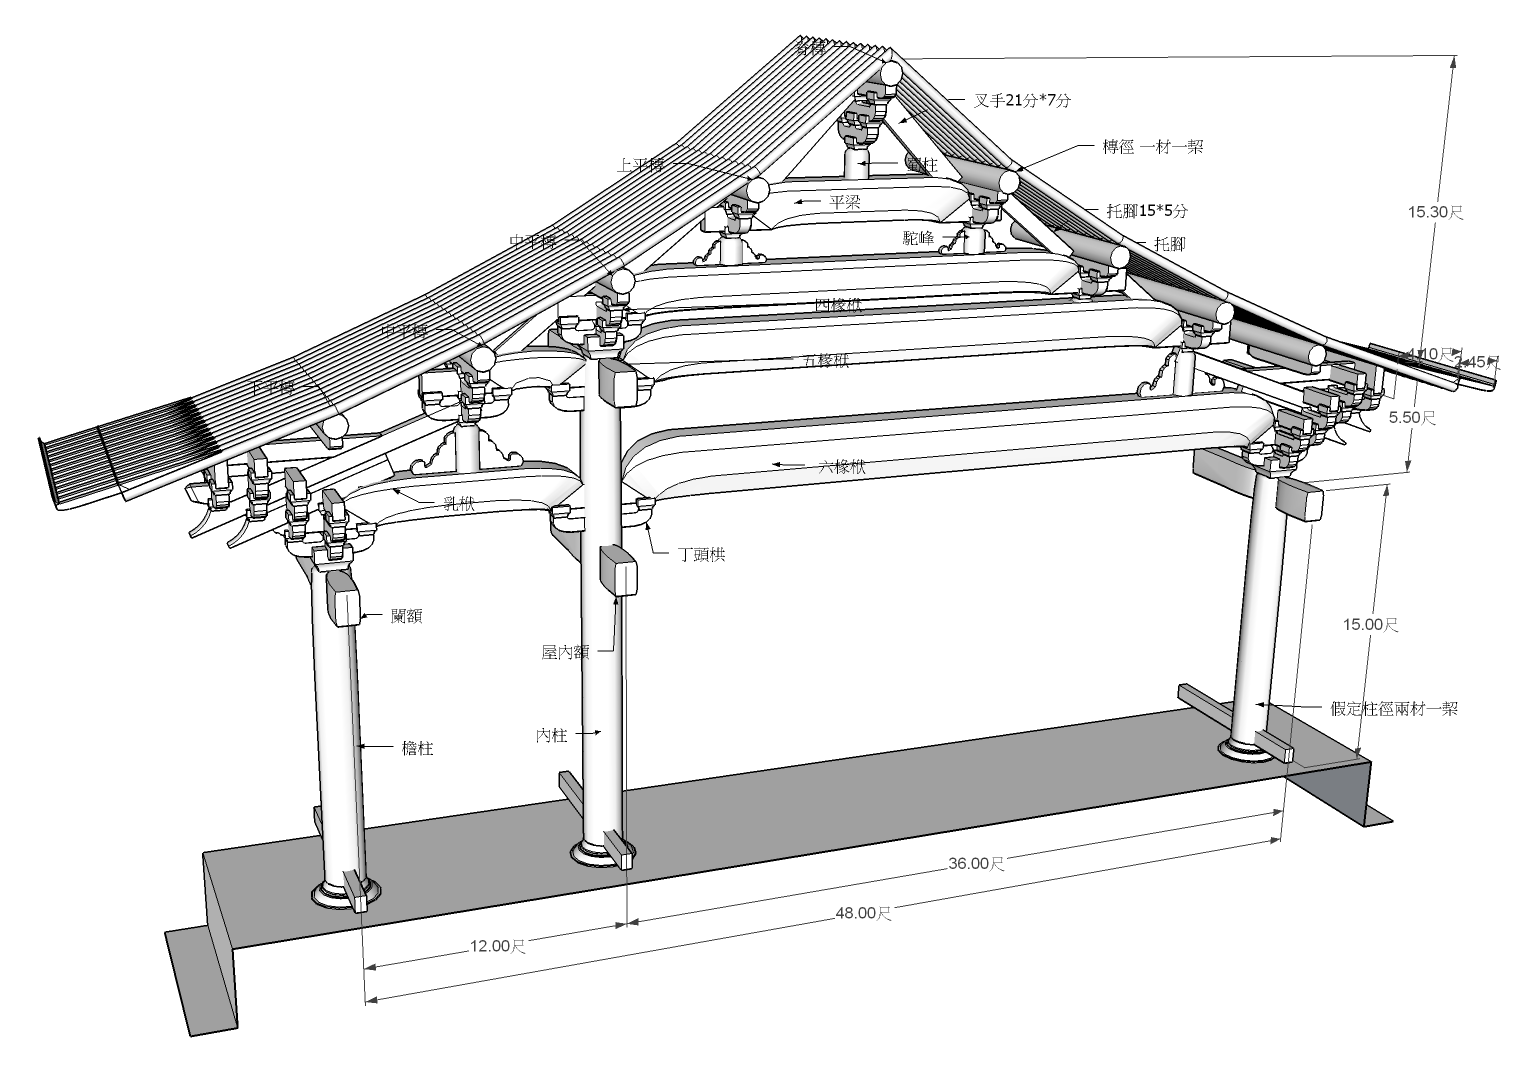 脊槫
叉手21分*7分
槫徑 一材一栔
上平槫
蜀柱
平梁
托腳15*5分
15.30尺
中平槫
駝峰
托腳
四椽栿
中平槫
五椽栿
4.10尺
2.45尺
下平槫
5.50尺
六椽栿
乳栿
丁頭栱
闌額
15.00尺
屋內額
假定柱徑兩材一栔
內柱
檐柱
36.00尺
48.00尺
12.00尺